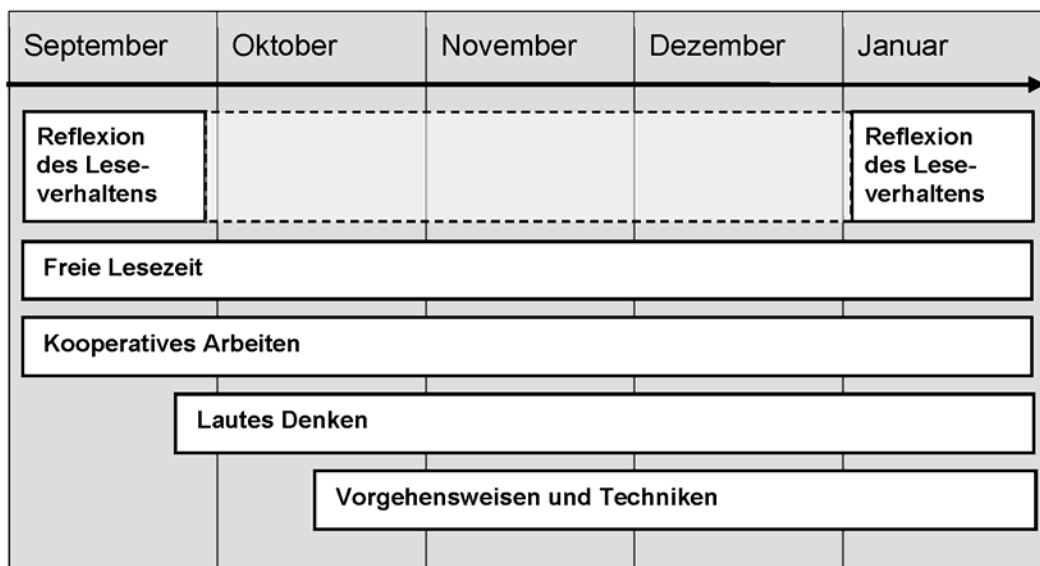 September Oktober November Dezember Januar
Reflexion
des Lese-
verhaltens
Reflexion
des Lese-
verhaltens
Freie Lesezeit
Kooperatives Arbeiten
Lautes Denken
Vorgehensweisen und Techniken